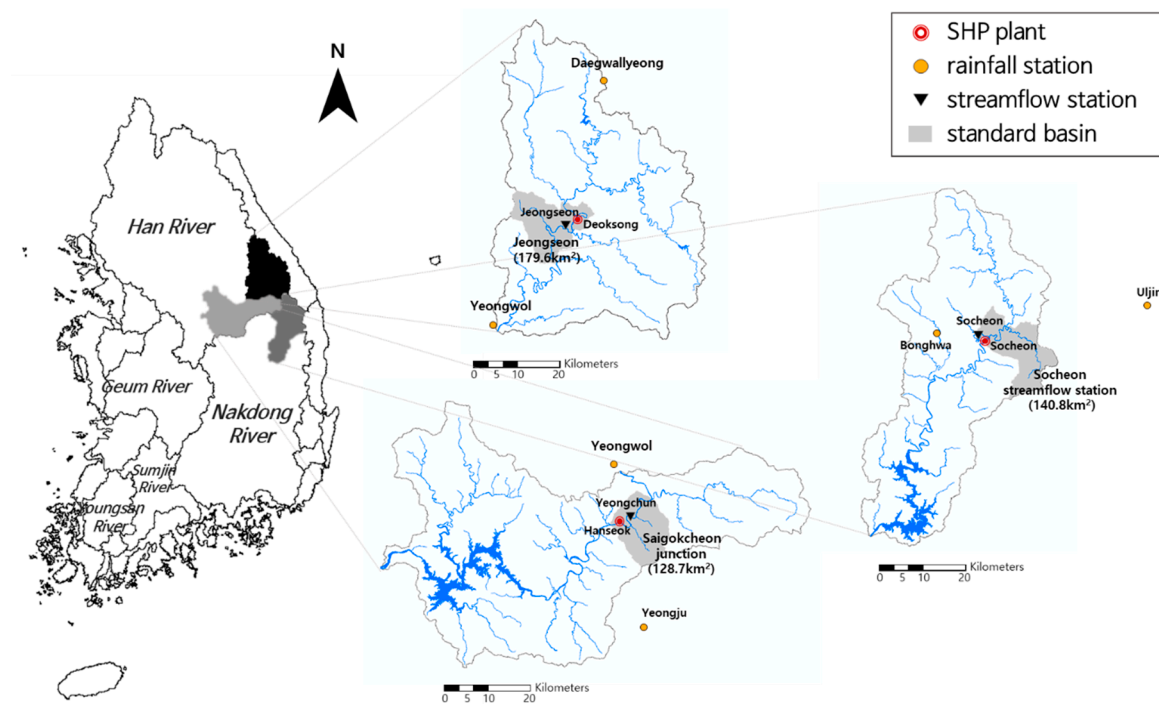 N
Han River
Geum River
Nakdong
River
Sumjin
River
Youngsan
River
SHP plant
rainfall station
streamflow station
standard basin
Daegwallyeong
Jeongseon
Deoksong
Jeongseon
(179.6km²)
Yeongwol
Kilometers
0 5 10 20
Uljin
Socheon
Bonghwa
Socheon
Socheon
streamflow station
(140.8km²)
Kilometers
0 5 10 20
Yeongwol
Yeongchun
Hanseok
Saigokcheon
junction
(128.7km²)
Yeongju
Kilometers
0 5 10 20